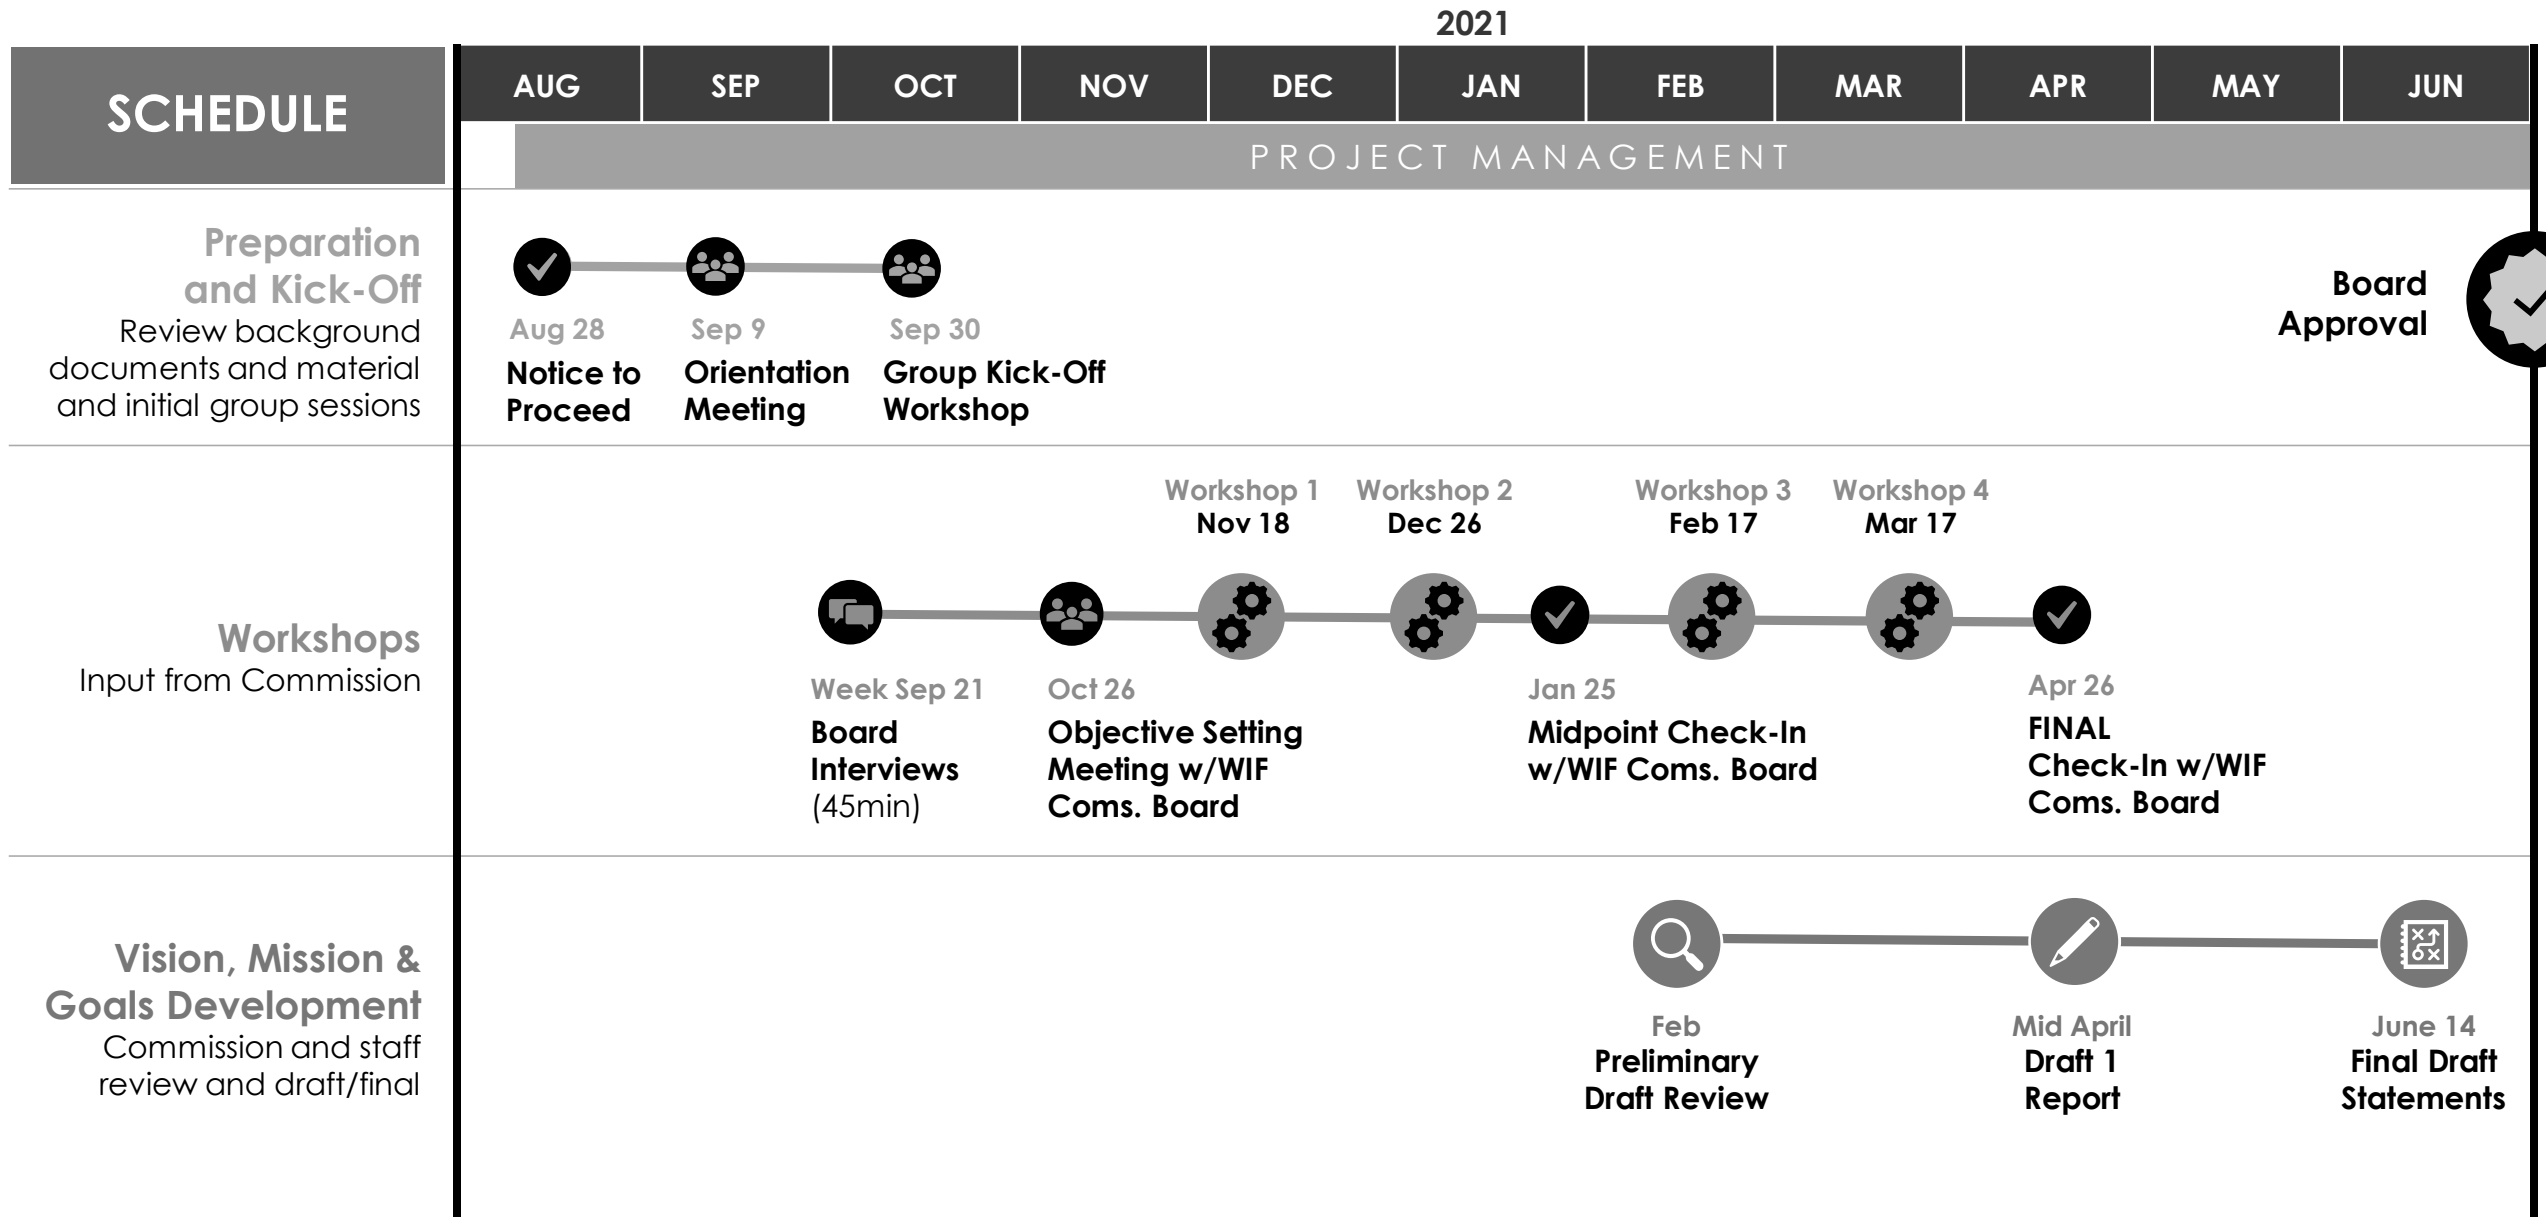 2021
SCHEDULE
AUG
SEP
OCT
NOV
DEC
JAN
FEB
MAR
APR
MAY
JUN
PROJECT MANAGEMENT
Preparation
and Kick-Off
Review background
documents and material
and initial group sessions
Aug 28
Notice to
Proceed
Sep 9
Orientation
Meeting
Sep 30
Group Kick-Off
Workshop
Board
Approval
Workshops
Input from Commission
Workshop 1
Nov 18
Workshop 2
Dec 26
Workshop 3
Feb 17
Workshop 4
Mar 17
Week Sep 21
Board
Interviews
(45min)
Oct 26
Objective Setting
Meeting w/WIF
Coms. Board
Jan 25
Midpoint Check-In
w/WIF Coms. Board
Apr 26
FINAL
Check-In w/WIF
Coms. Board
Vision, Mission &
Goals Development
Commission and staff
review and draft/final
Feb
Preliminary
Draft Review
Mid April
Draft 1
Report
June 14
Final Draft
Statements